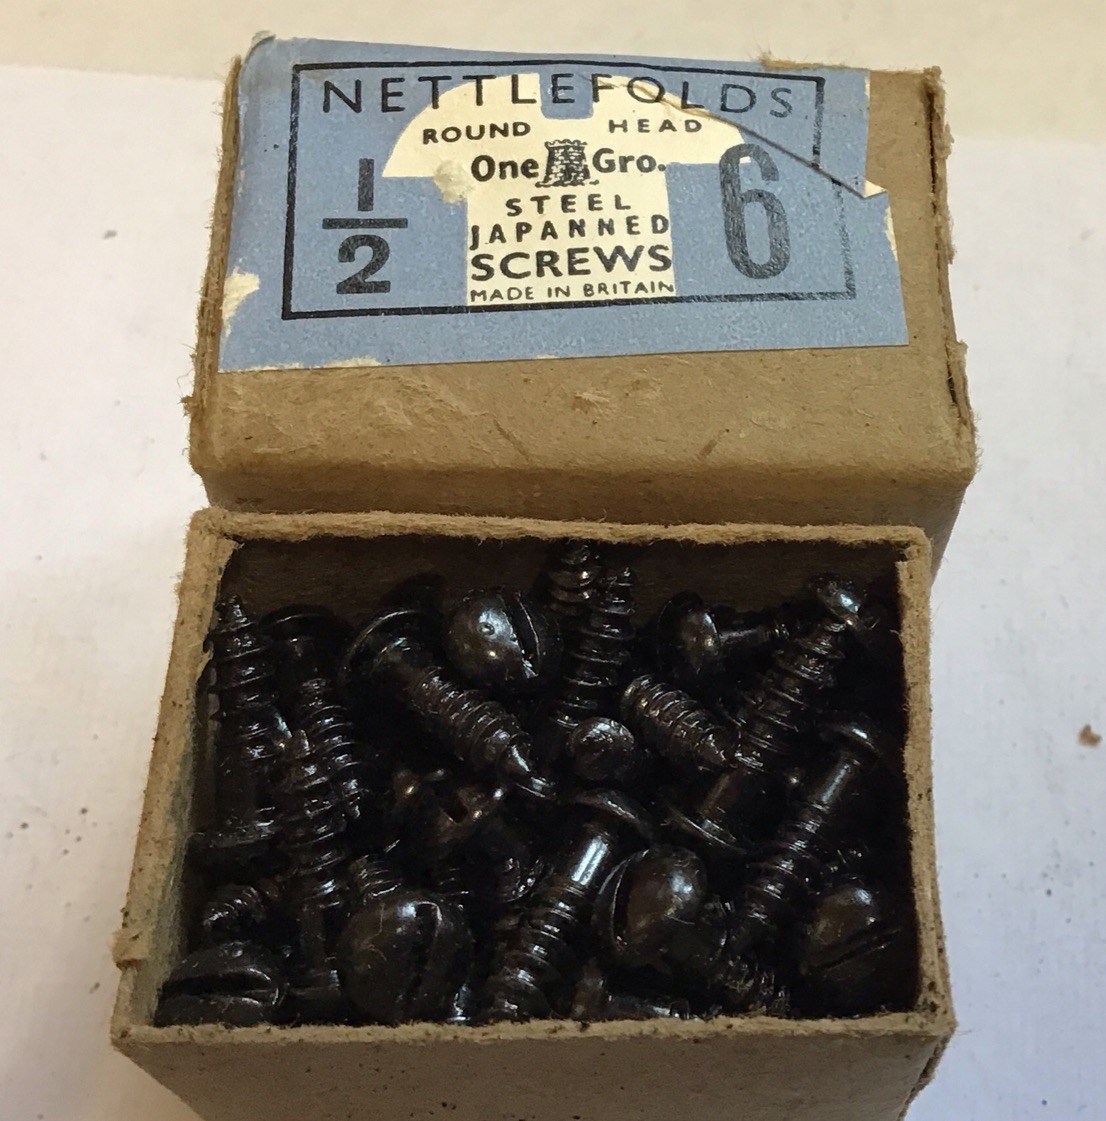 NETTLEFOLDS
ROUND HEAD
One Gro.
1/2
6
STEEL
JAPANNED
SCREWS
MADE IN BRITAIN